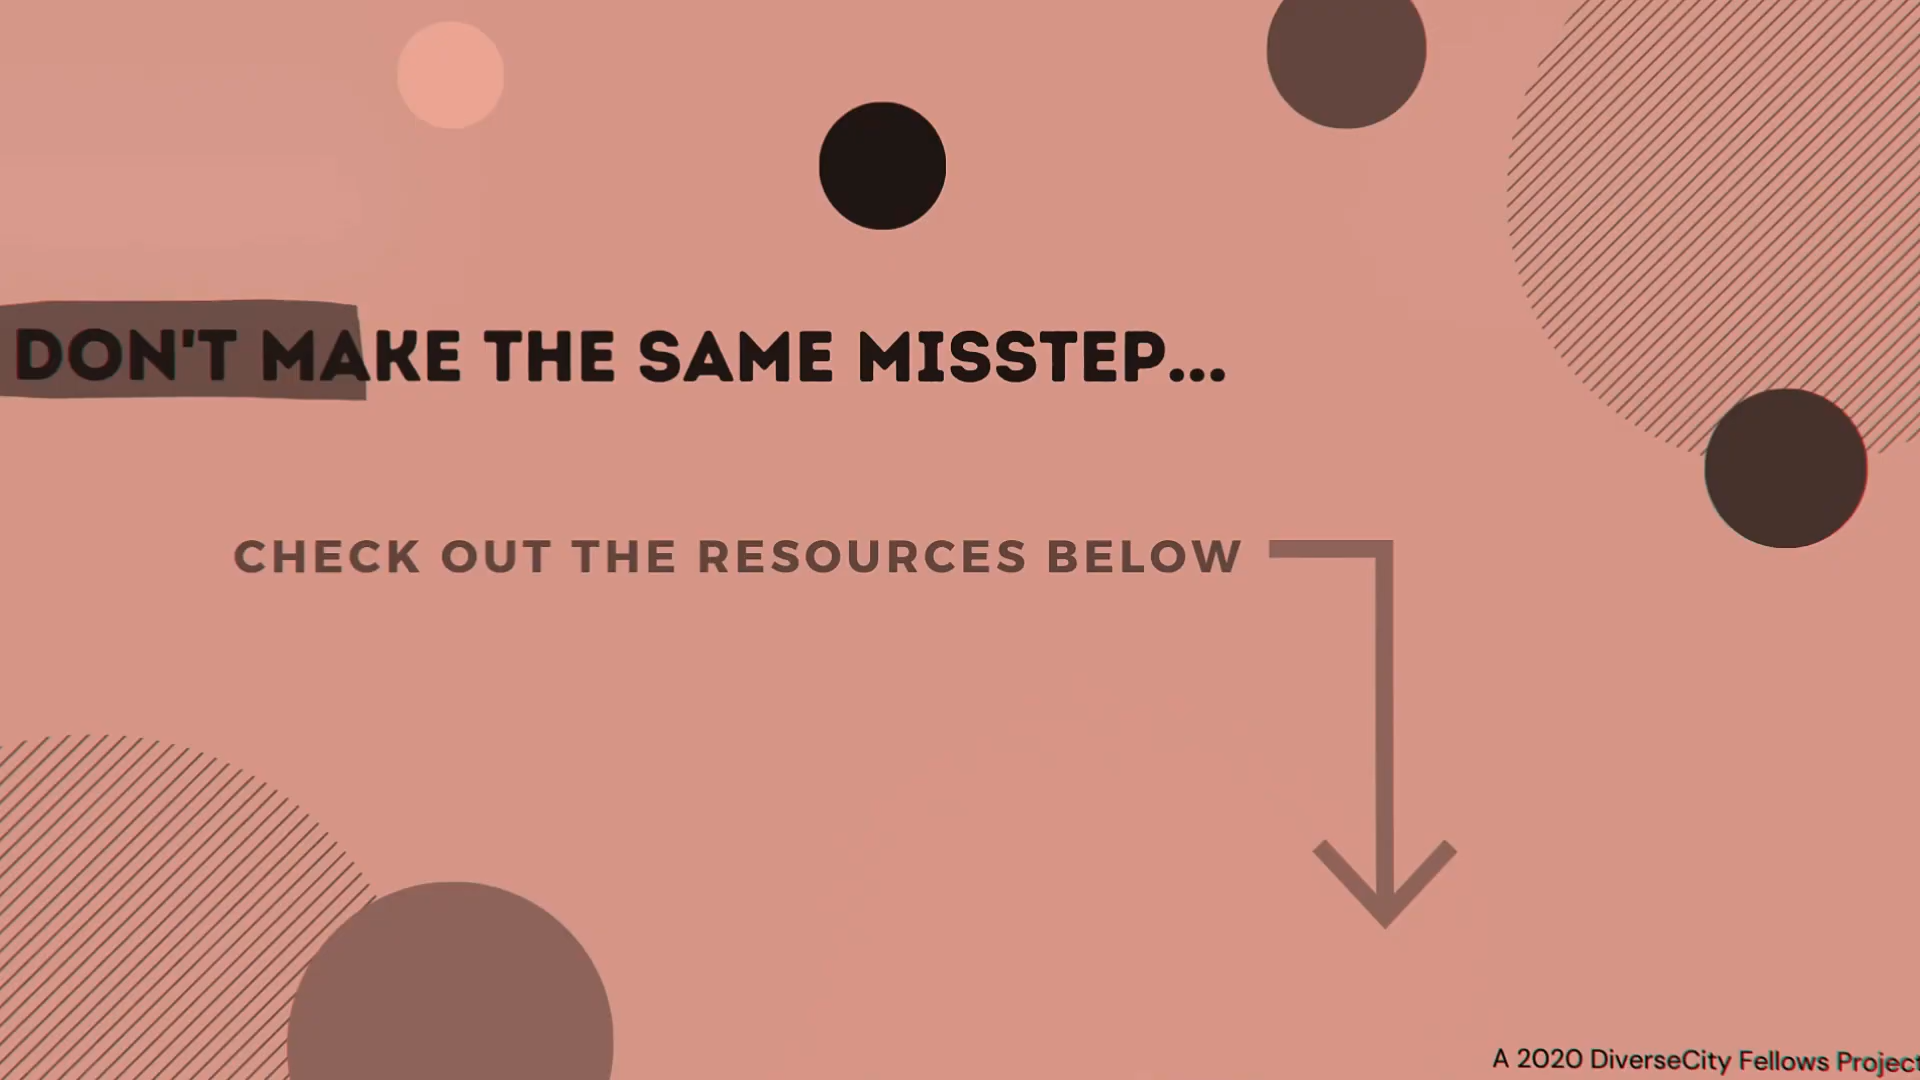 DON'T MAKE THE SAME MISSTEP...
CHECK OUT THE RESOURCES BELOW
A 2020 DiverseCity Fellows Project